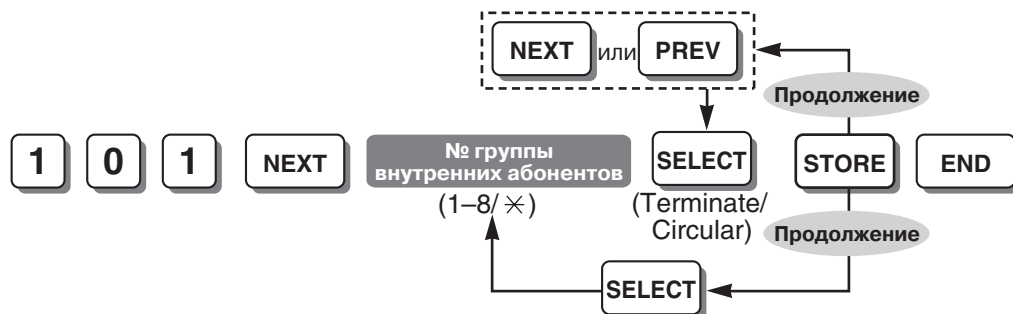 NEXT или PREV
Продолжение
1 0 1 NEXT
№ группы
внутренних абонентов
(1–8/ ✳)
SELECT
(Terminate/
Circular)
STORE
END
Продолжение
SELECT